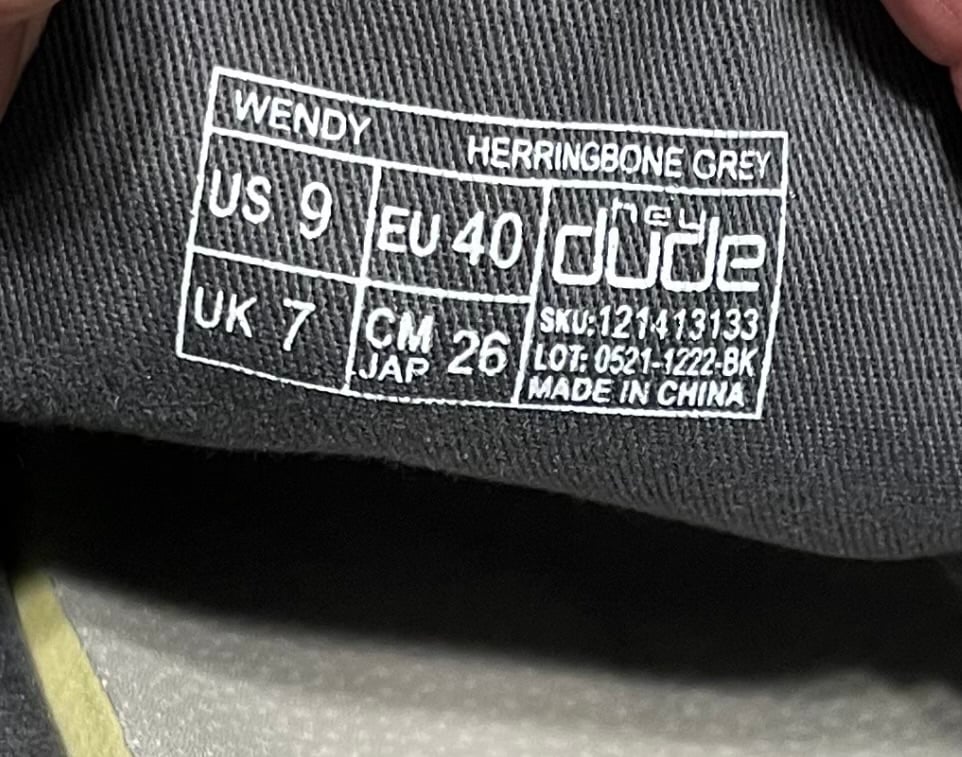 WENDY HERRINGBONE GREY
US 9 EU 40 hey dude
UK 7 CM JAP 26
SKU:121413133
LOT: 0521-1222-BK
MADE IN CHINA